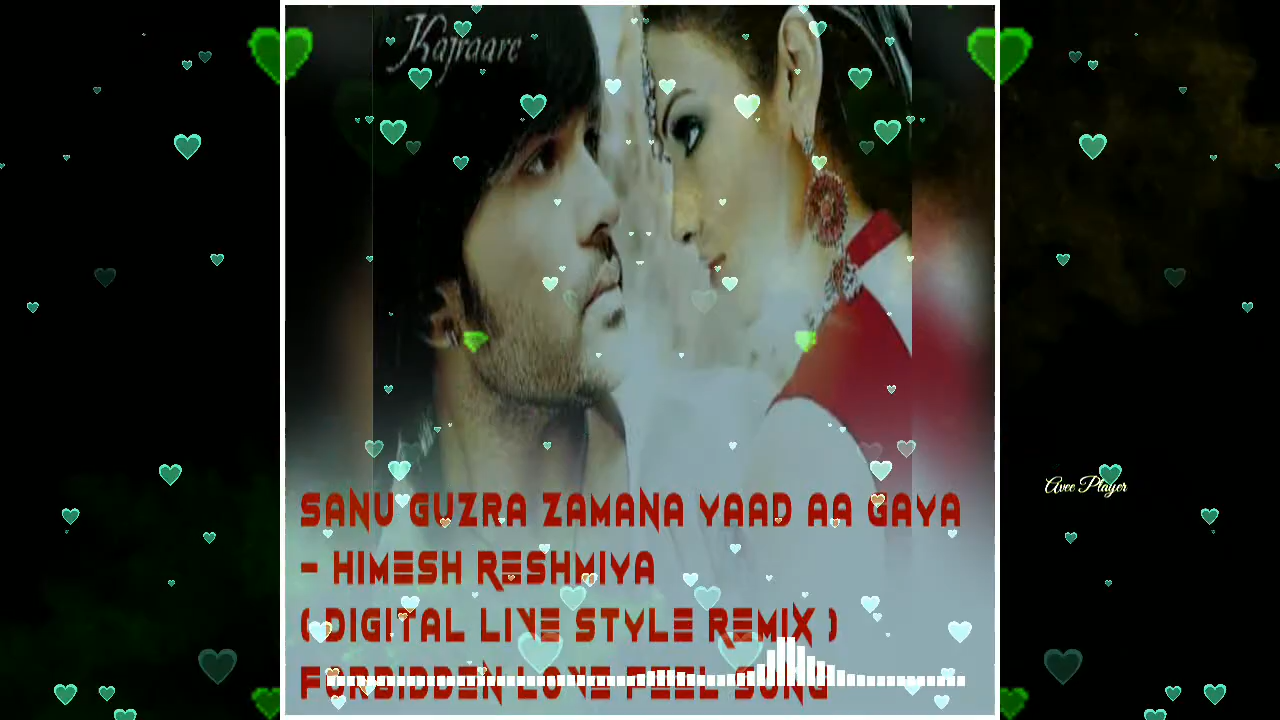 Kajraare
SANU GUZRA ZAMANA YAAD AA GAYA
- HIMESH RESHMIYA
( DIGITAL LIVE STYLE REMIX )
FORBIDDEN LOVE FEEL SONG
Avee Player